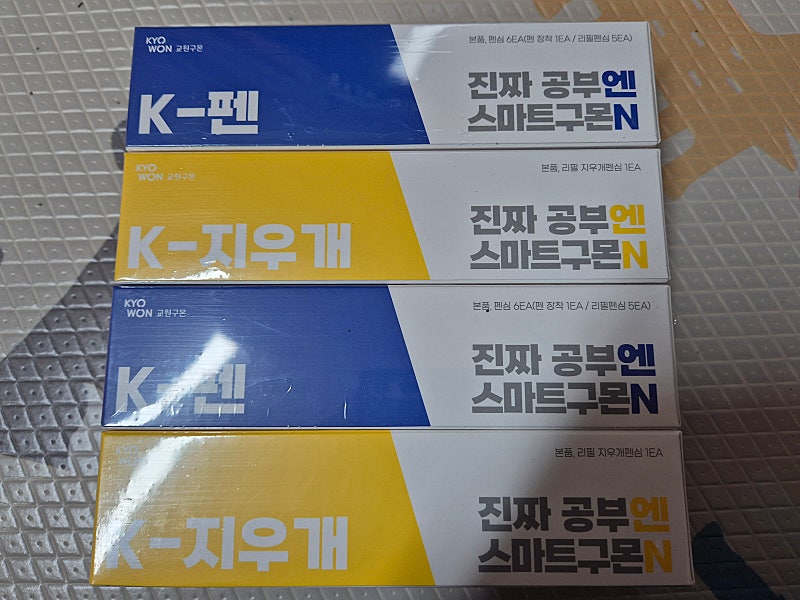 KYO
WON 교원구몬
본품, 펜심 6EA(펜 장착 1EA / 리필펜심 5EA)
K-펜
진짜 공부엔
스마트구몬N
KYO
WON 교원구몬
본품, 리필 지우개펜심 1EA
K-지우개
진짜 공부엔
스마트구몬N
KYO
WON 교원구몬
본품, 펜심 6EA(펜 장착 1EA / 리필펜심 5EA)
K-펜
진짜 공부엔
스마트구몬N
본품, 리필 지우개펜심 1EA
K-지우개
진짜 공부엔
스마트구몬N